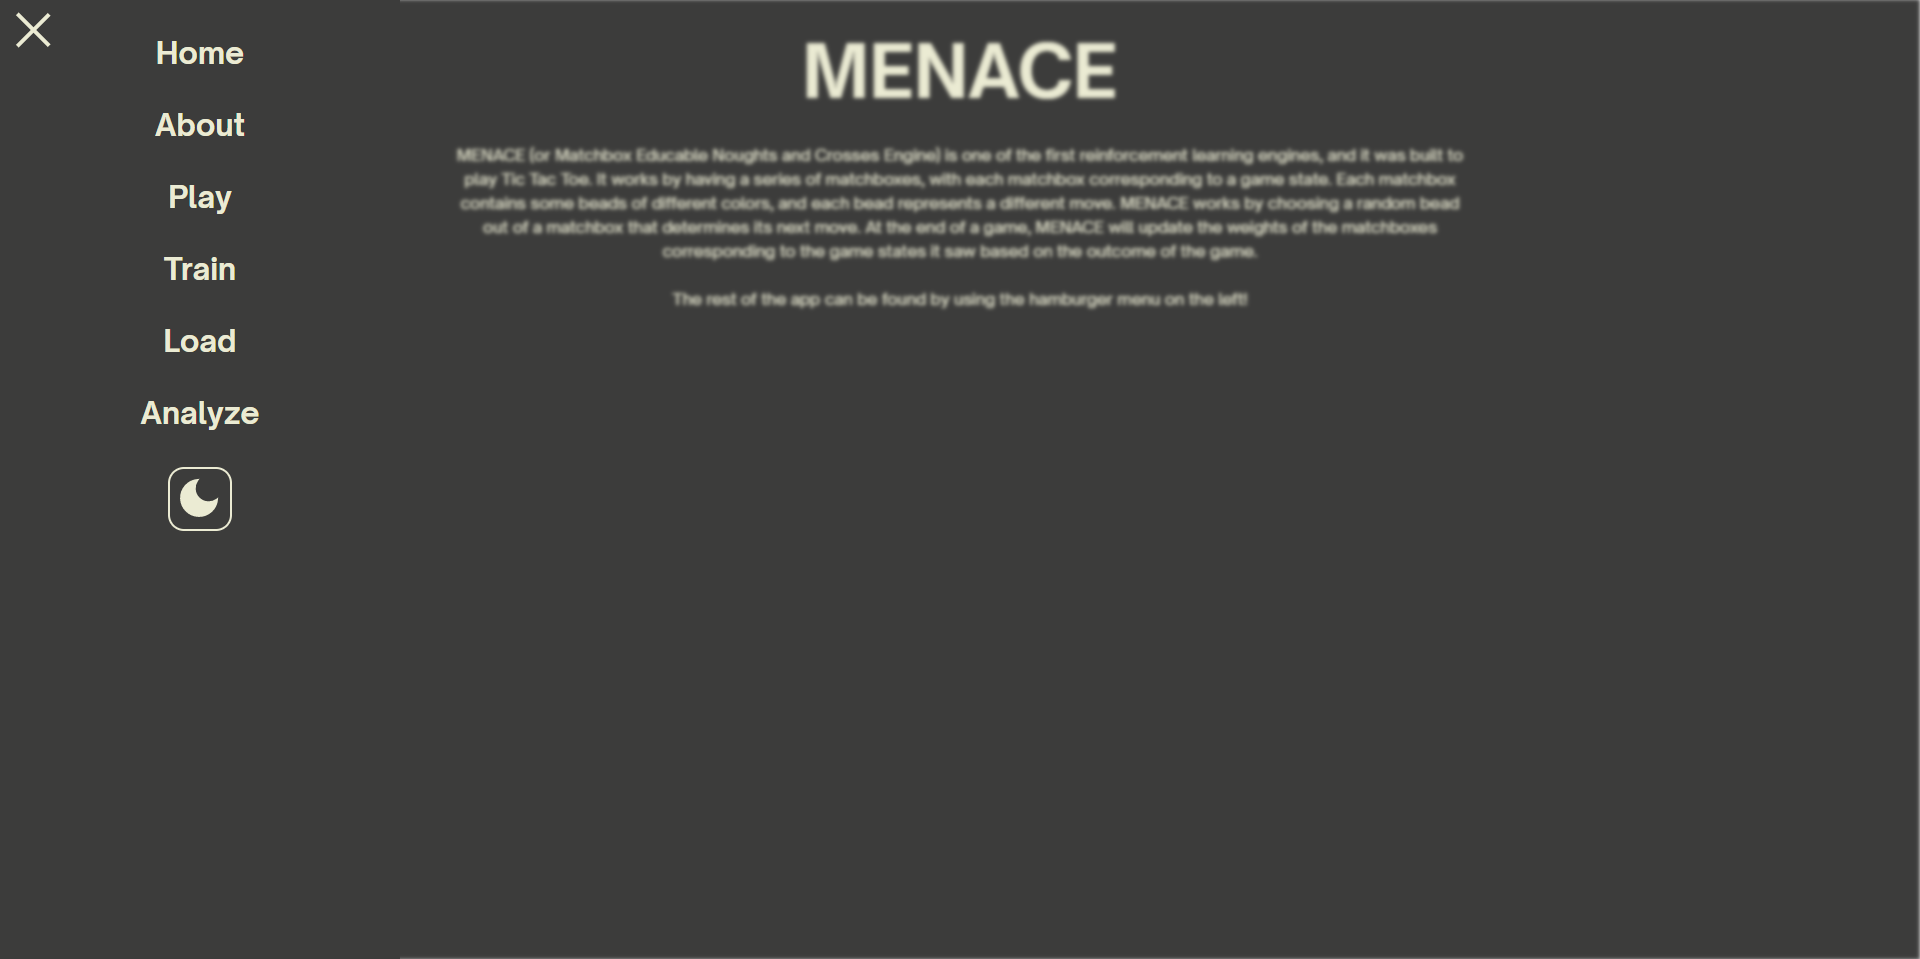 Home
About
Play
Train
Load
Analyze
MENACE
MENACE (or Matchbox Educable Noughts and Crosses Engine) is one of the first reinforcement learning engines, and it was built to
play Tic Tac Toe. It works by having a series of matchboxes, with each matchbox corresponding to a game state. Each matchbox
contains some beads of different colors, and each bead represents a different move. MENACE works by choosing a random bead
out of a matchbox that determines its next move. At the end of a game, MENACE will update the weights of the matchboxes
corresponding to the game states it saw based on the outcome of the game.
The rest of the app can be found by using the hamburger menu on the left!